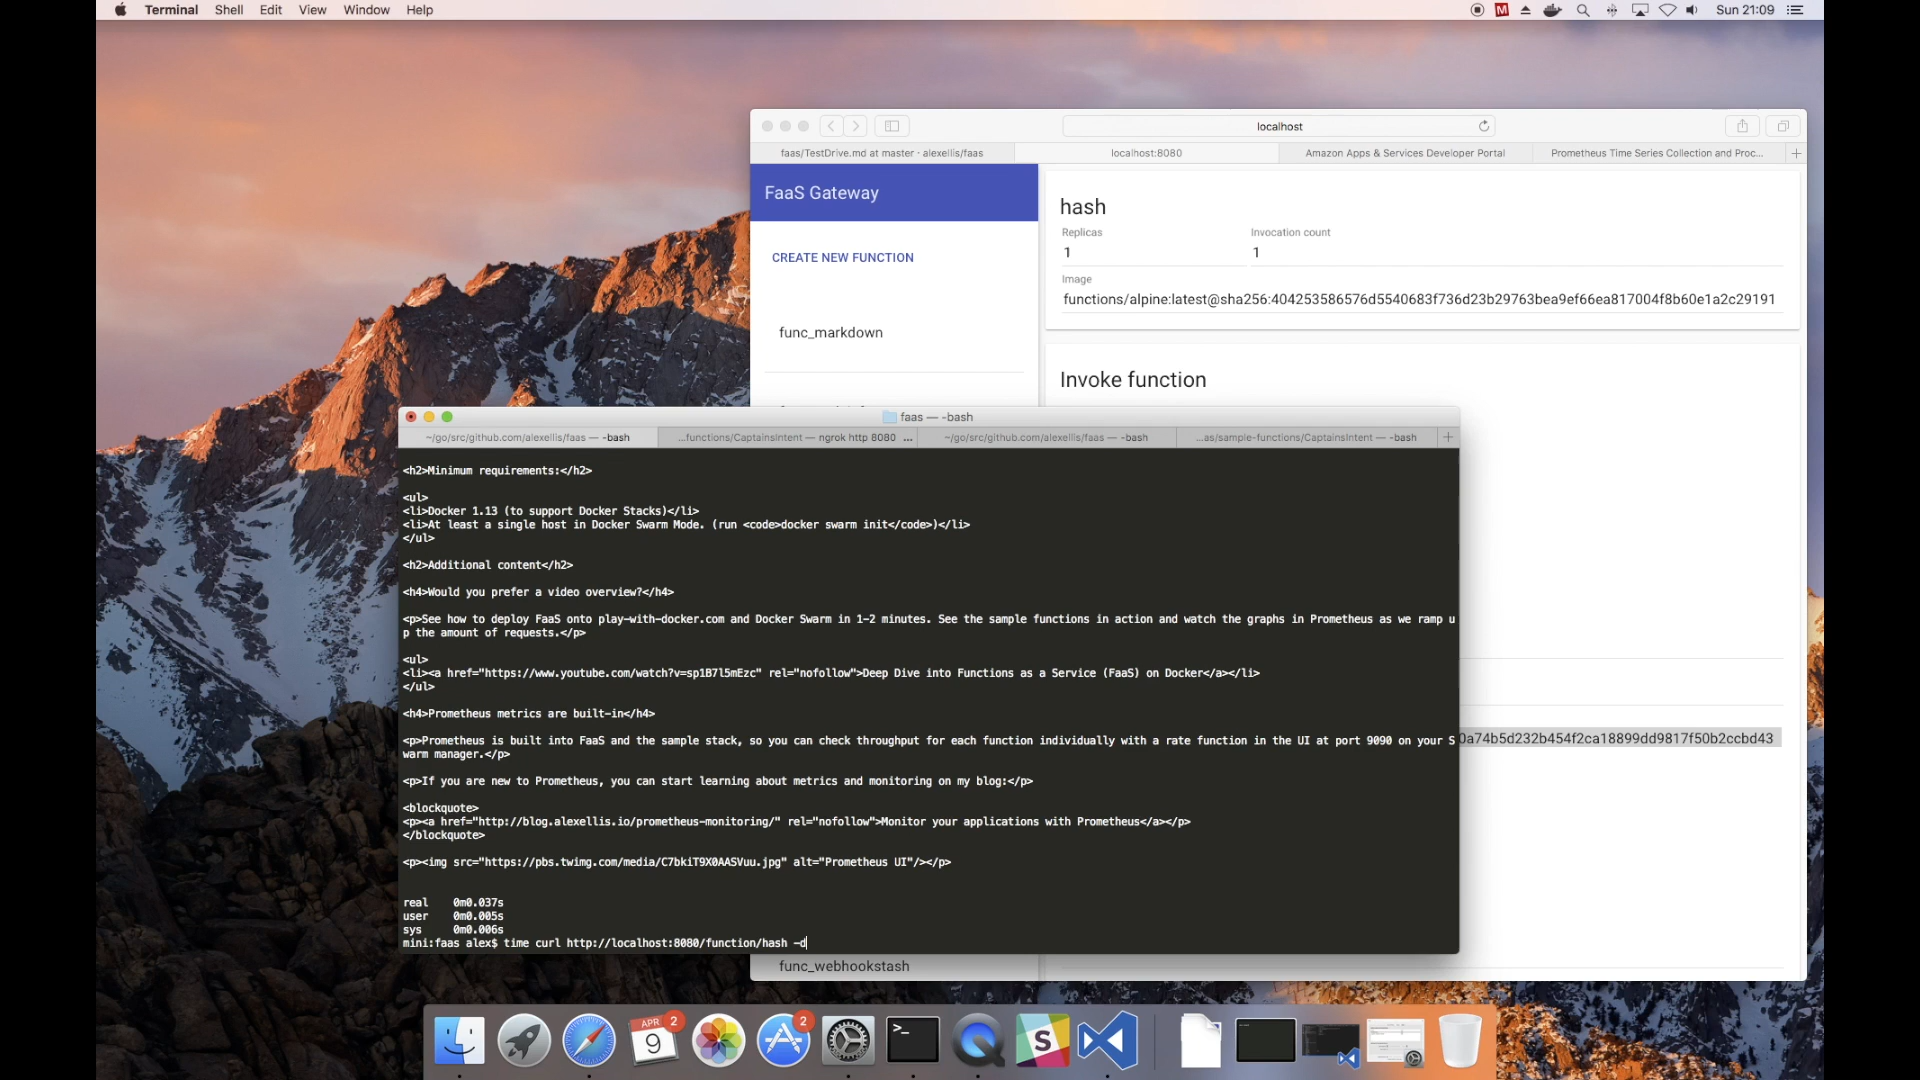 Terminal Shell Edit View Window Help
M
Sun 21:09
localhost
faas/TestDrive.md at master · alexellis/faas
localhost:8080
Amazon Apps & Services Developer Portal
Prometheus Time Series Collection and Proc...
FaaS Gateway
CREATE NEW FUNCTION
func_markdown
hash
Replicas
Invocation count
1
1
Image
functions/alpine:latest@sha256:404253586576d5540683f736d23b29763bea9ef66ea817004f8b60e1a2c29191
Invoke function
faas — -bash
~/go/src/github.com/alexellis/faas — -bash
...functions/CaptainsIntent — ngrok http 8080 ...
~/go/src/github.com/alexellis/faas — -bash
...as/sample-functions/CaptainsIntent — -bash
<h2>Minimum requirements:</h2>
<ul>
<li>Docker 1.13 (to support Docker Stacks)</li>
<li>At least a single host in Docker Swarm Mode. (run <code>docker swarm init</code>)</li>
</ul>
<h2>Additional content</h2>
<h4>Would you prefer a video overview?</h4>
<p>See how to deploy FaaS onto play-with-docker.com and Docker Swarm in 1-2 minutes. See the sample functions in action and watch the graphs in Prometheus as we ramp u
p the amount of requests.</p>
<ul>
<li><a href="https://www.youtube.com/watch?v=sp1B7l5mEzc" rel="nofollow">Deep Dive into Functions as a Service (FaaS) on Docker</a></li>
</ul>
<h4>Prometheus metrics are built-in</h4>
<p>Prometheus is built into FaaS and the sample stack, so you can check throughput for each function individually with a rate function in the UI at port 9090 on your S
warm manager.</p>
<p>If you are new to Prometheus, you can start learning about metrics and monitoring on my blog:</p>
<blockquote>
<p><a href="http://blog.alexellis.io/prometheus-monitoring/" rel="nofollow">Monitor your applications with Prometheus</a></p>
</blockquote>
<p><img src="https://pbs.twimg.com/media/C7bkiT9X0AASVuu.jpg" alt="Prometheus UI"/></p>
real 0m0.037s
user 0m0.005s
sys 0m0.006s
mini:faas alex$ time curl http://localhost:8080/function/hash -d
0a74b5d232b454f2ca18899dd9817f50b2ccbd43
func_webhookstash
APR
9
2
2
>_
S